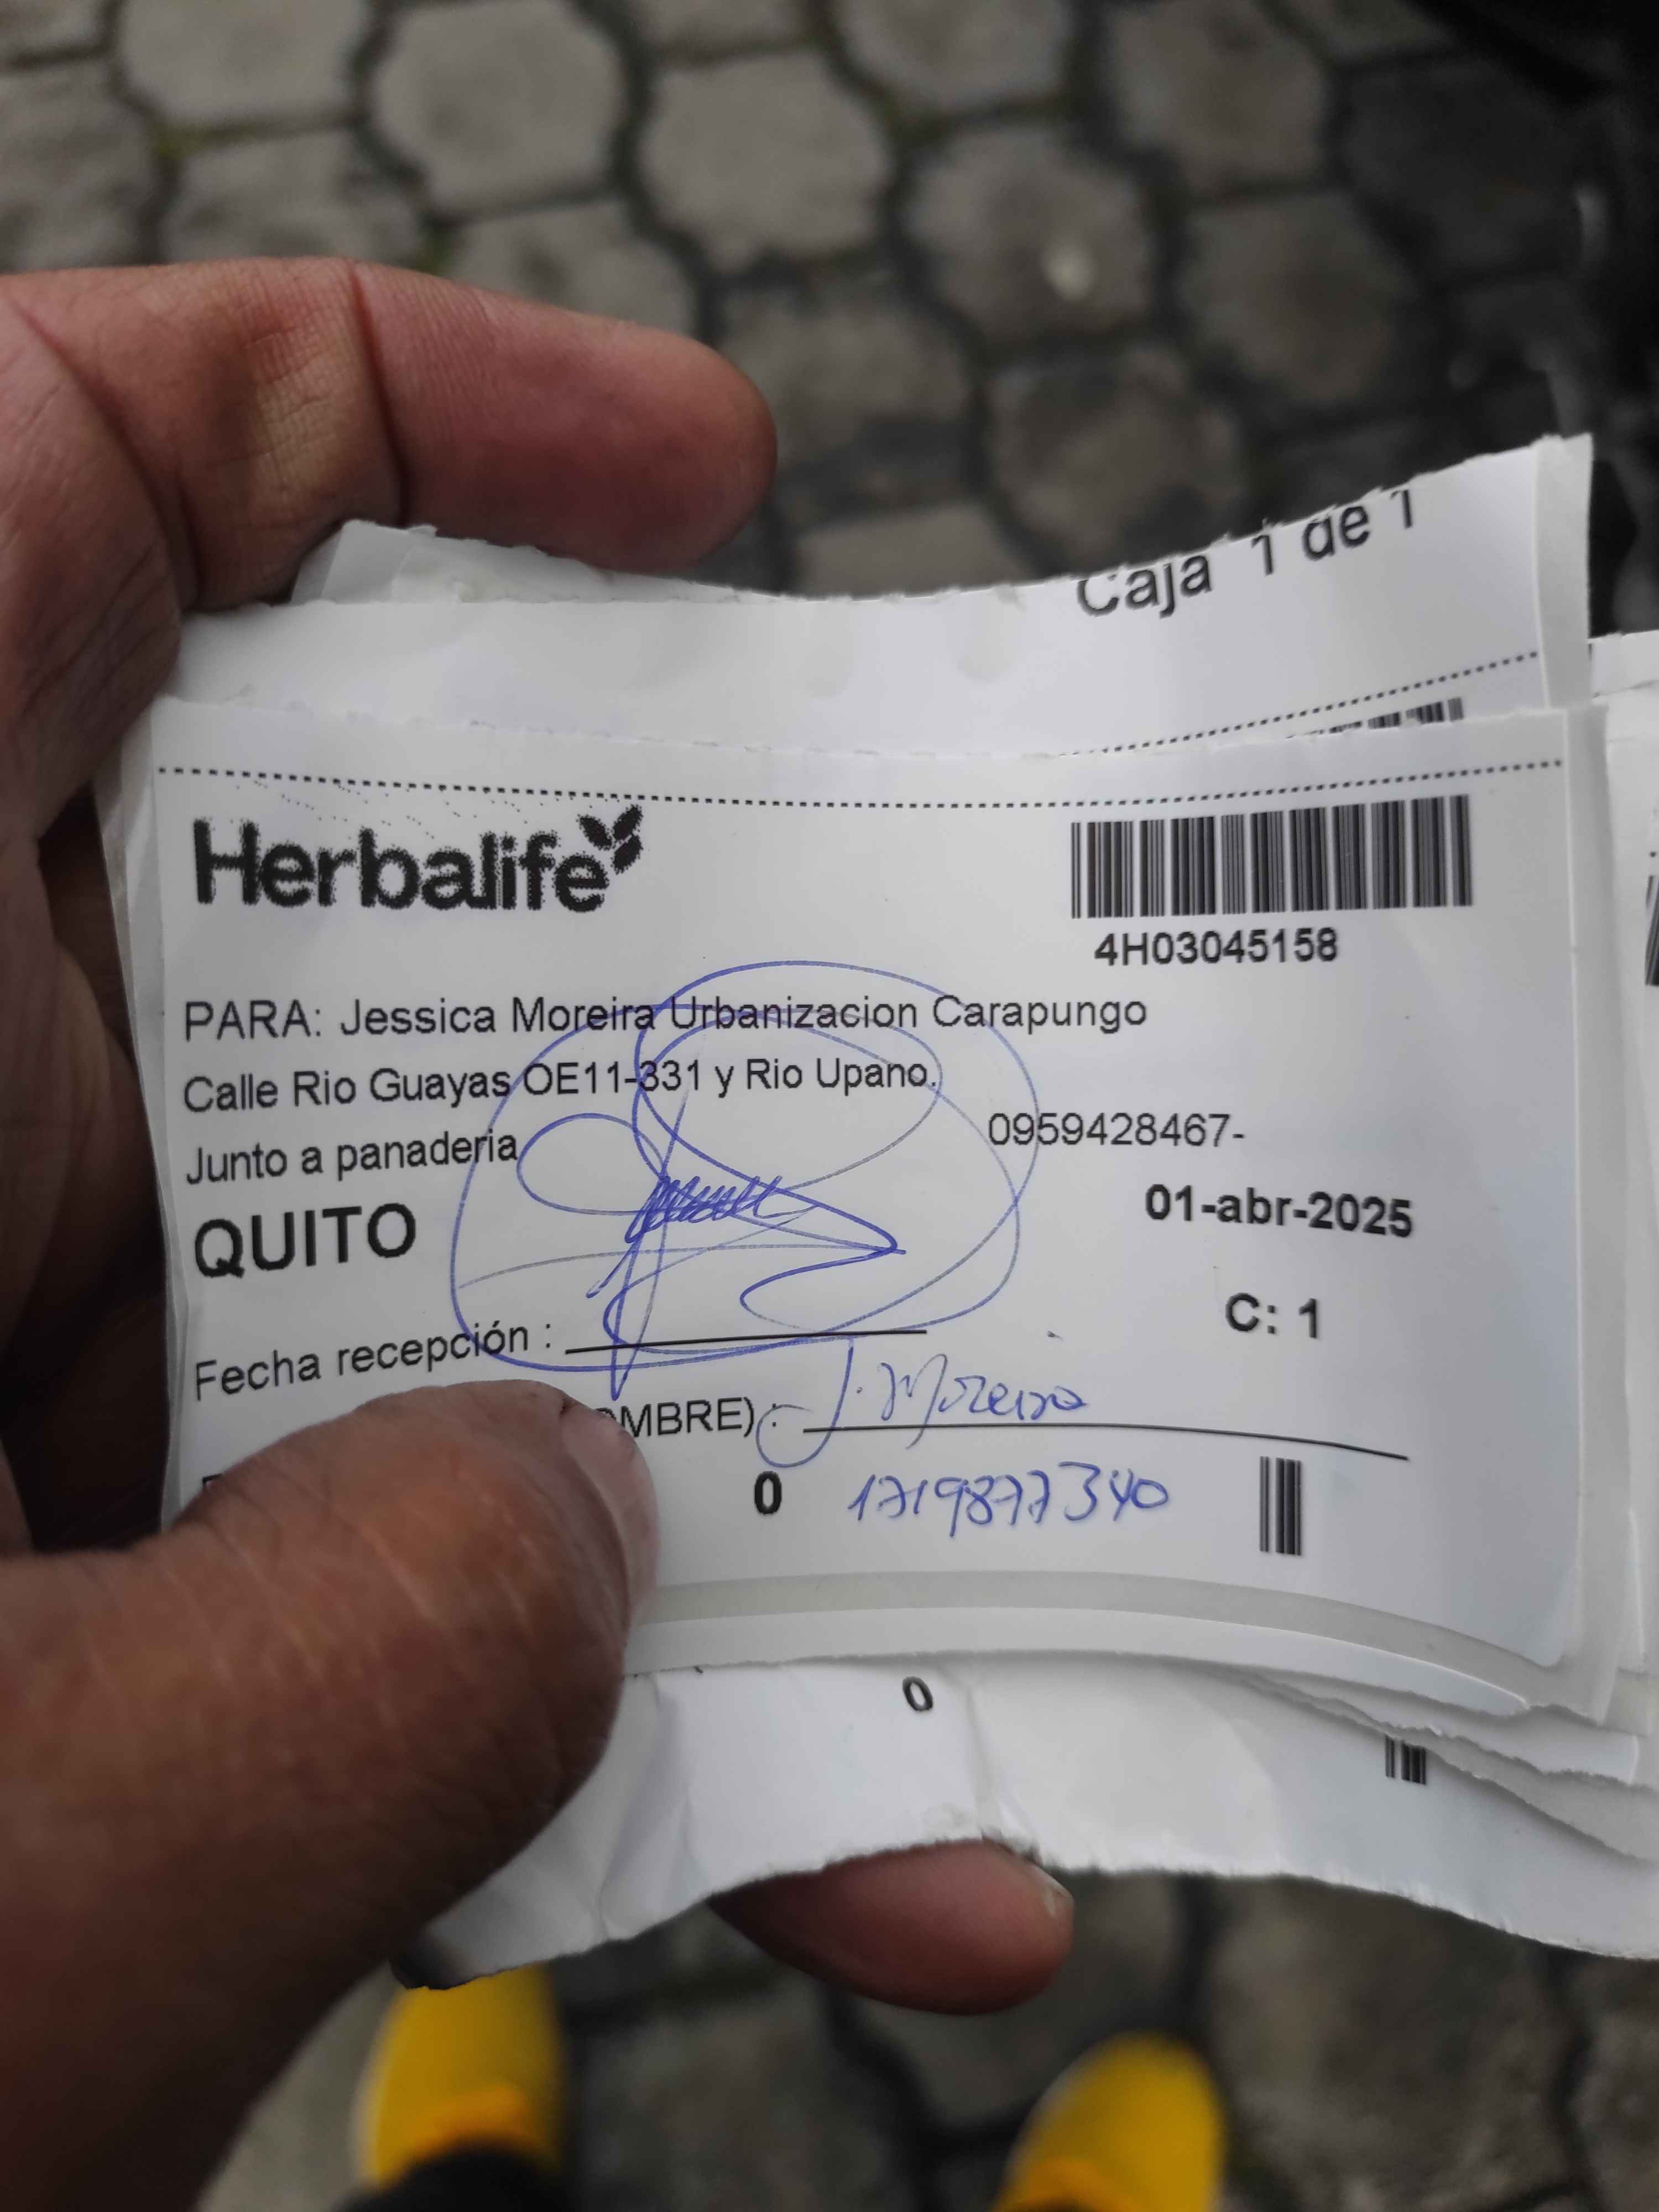 Caja 1 de 1
Herbalife
4H03045158
PARA: Jessica Moreira Urbanizacion Carapungo
Calle Rio Guayas OE11-331 y Rio Upano.
Junto a panaderia
0959428467-
QUITO
01-abr-2025
C: 1
Fecha recepción :
OMBRE) : J. Moreira
0 1719877340
0